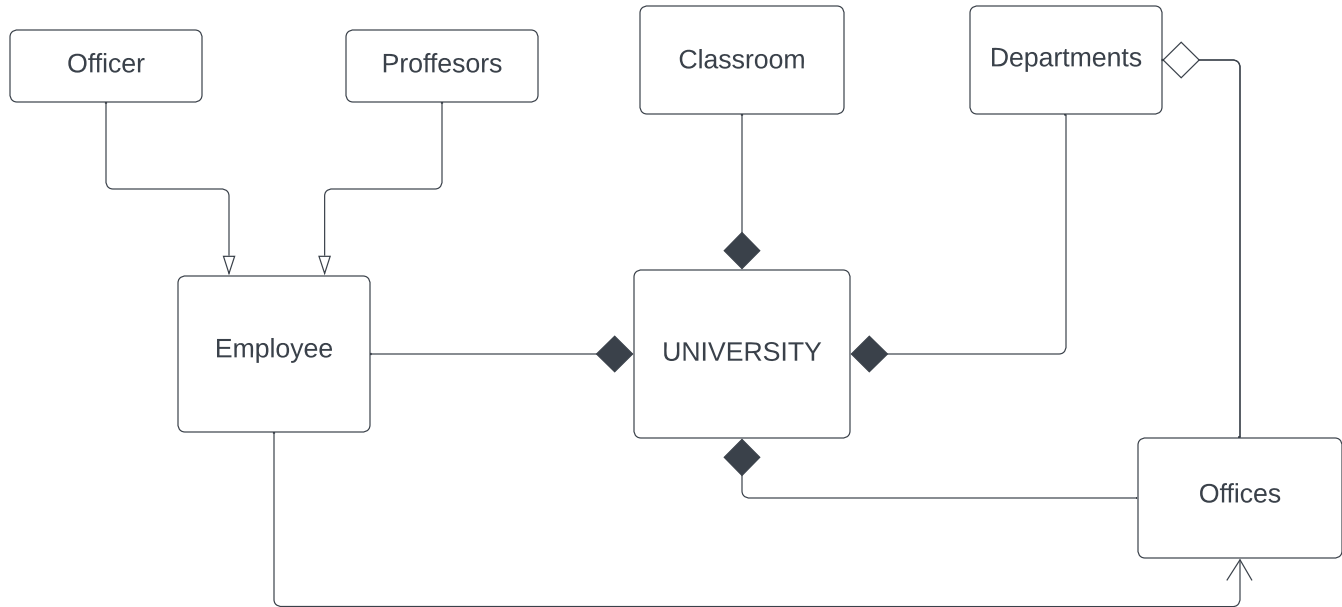 Officer
Proffesors
Classroom
Departments
Employee
UNIVERSITY
Offices